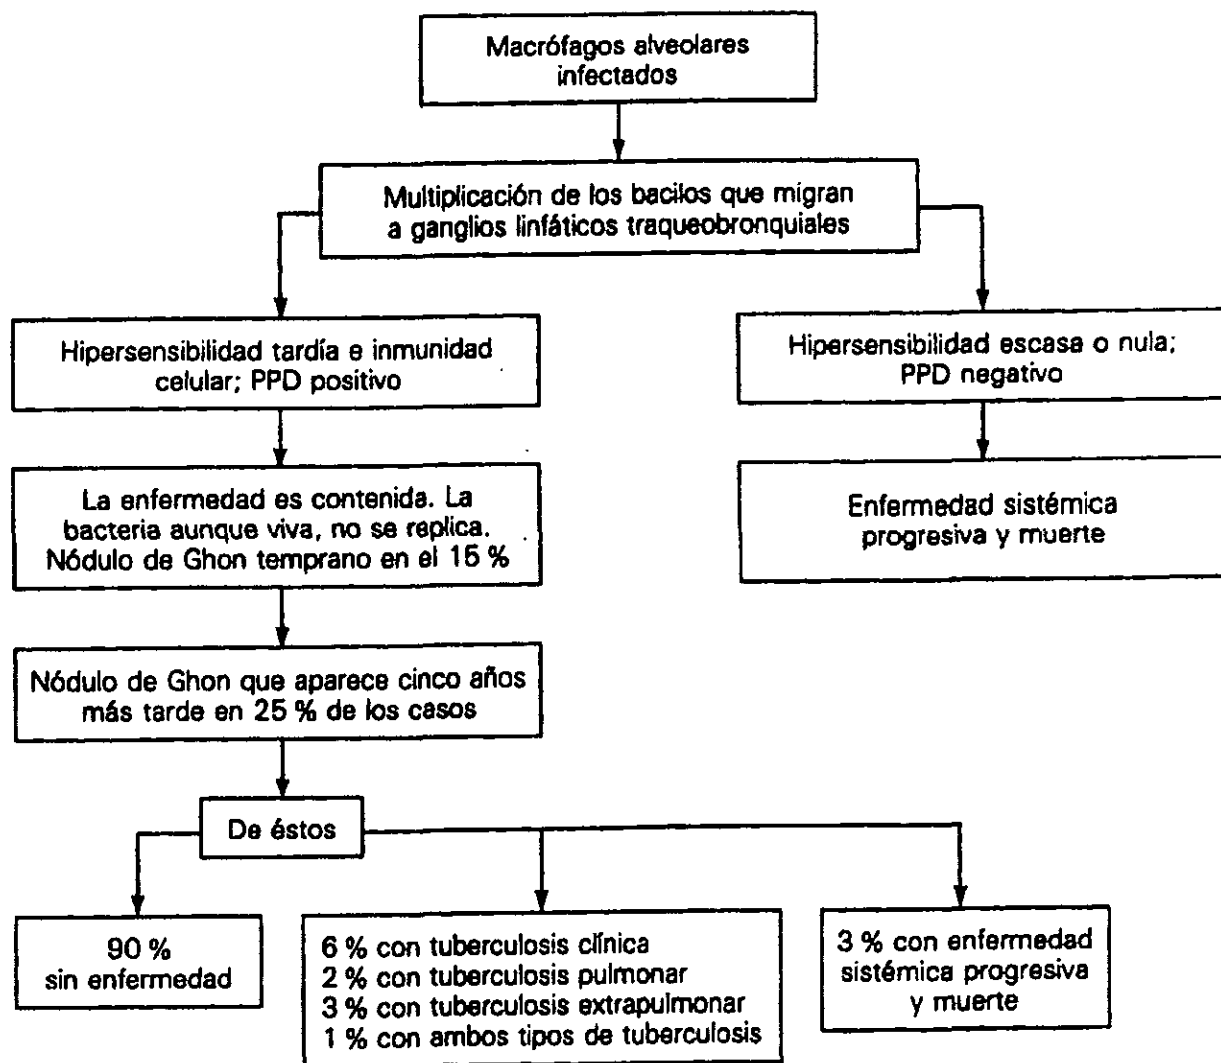 Macrófagos alveolares
infectados
Multiplicación de los bacilos que migran
a ganglios linfáticos traqueobronquiales
Hipersensibilidad tardía e inmunidad
celular; PPD positivo
Hipersensibilidad escasa o nula;
PPD negativo
La enfermedad es contenida. La
bacteria aunque viva, no se replica.
Nódulo de Ghon temprano en el 15 %
Enfermedad sistémica
progresiva y muerte
Nódulo de Ghon que aparece cinco años
más tarde en 25 % de los casos
De éstos
90 %
sin enfermedad
6 % con tuberculosis clínica
2 % con tuberculosis pulmonar
3 % con tuberculosis extrapulmonar
1 % con ambos tipos de tuberculosis
3 % con enfermedad
sistémica progresiva
y muerte